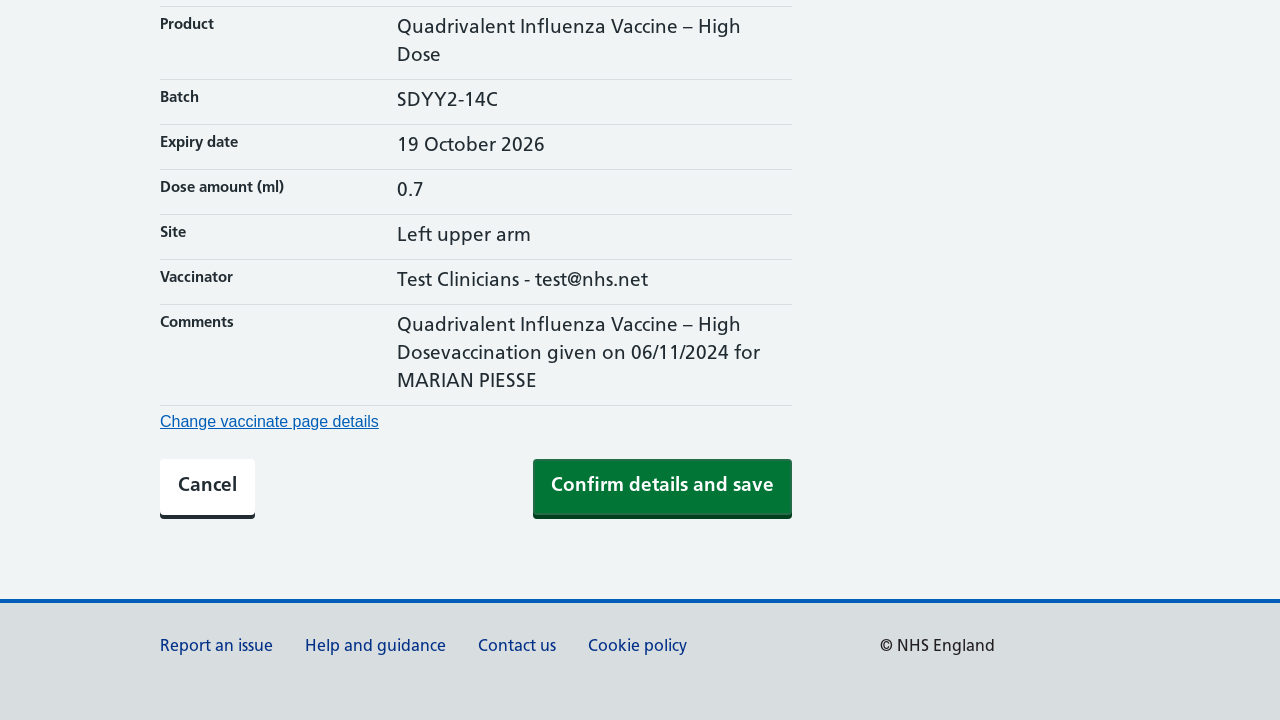 Product
Quadrivalent Influenza Vaccine – High
Dose
Batch
SDYY2-14C
Expiry date
19 October 2026
Dose amount (ml)
0.7
Site
Left upper arm
Vaccinator
Test Clinicians - test@nhs.net
Comments
Quadrivalent Influenza Vaccine – High
Dosevaccination given on 06/11/2024 for
MARIAN PIESSE
Change vaccinate page details
Cancel
Confirm details and save
Report an issue
Help and guidance
Contact us
Cookie policy
© NHS England